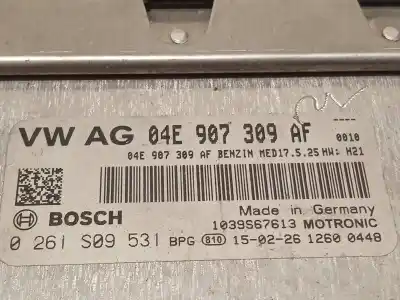 VW AG 04E 907 309 AF 0010
04E 907 309 AF BENZIN MED17.5.25 HW: H21
BOSCH
Made in Germany
1039S67613 MOTRONIC
0 261 S09 531 BPG 810 15-02-26 1260 0448